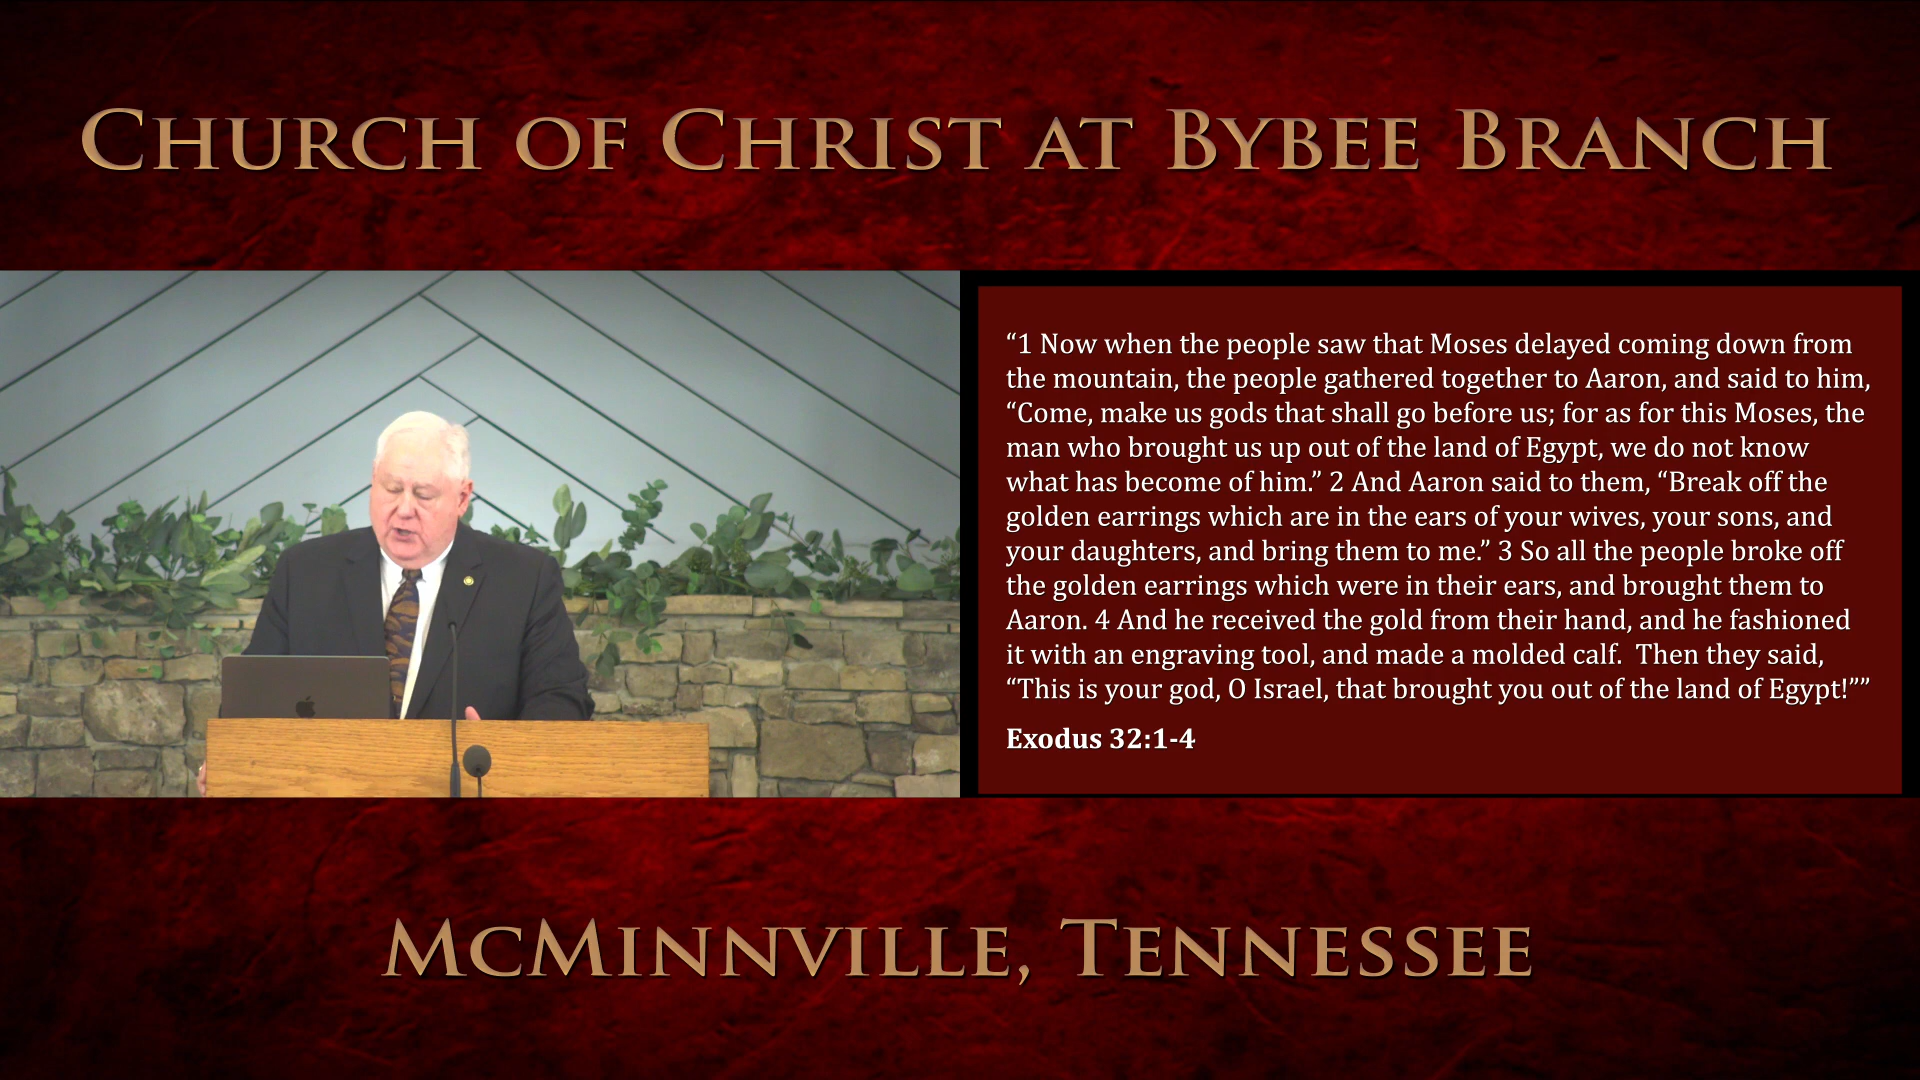 CHURCH OF CHRIST AT BYBEE BRANCH
“1 Now when the people saw that Moses delayed coming down from
the mountain, the people gathered together to Aaron, and said to him,
“Come, make us gods that shall go before us; for as for this Moses, the
man who brought us up out of the land of Egypt, we do not know
what has become of him.” 2 And Aaron said to them, “Break off the
golden earrings which are in the ears of your wives, your sons, and
your daughters, and bring them to me.” 3 So all the people broke off
the golden earrings which were in their ears, and brought them to
Aaron. 4 And he received the gold from their hand, and he fashioned
it with an engraving tool, and made a molded calf.  Then they said,
“This is your god, O Israel, that brought you out of the land of Egypt!””
Exodus 32:1-4
MCMINNVILLE, TENNESSEE